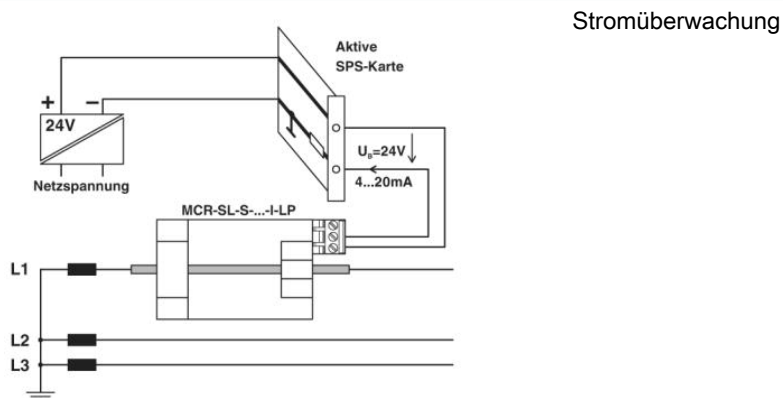 Stromüberwachung
Aktive
SPS-Karte
+ –
24V
Netzspannung
U_B=24V
4...20mA
MCR-SL-S-...-I-LP
L1
L2
L3